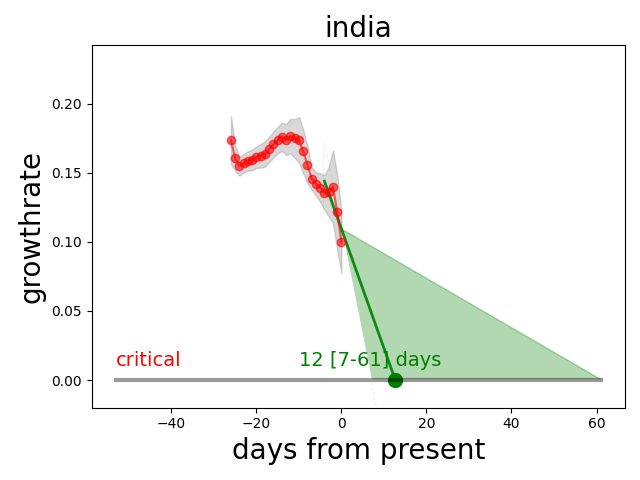 india
growthrate
0.20
0.15
0.10
0.05
0.00
critical
12 [7-61] days
−40 −20 0 20 40 60
days from present